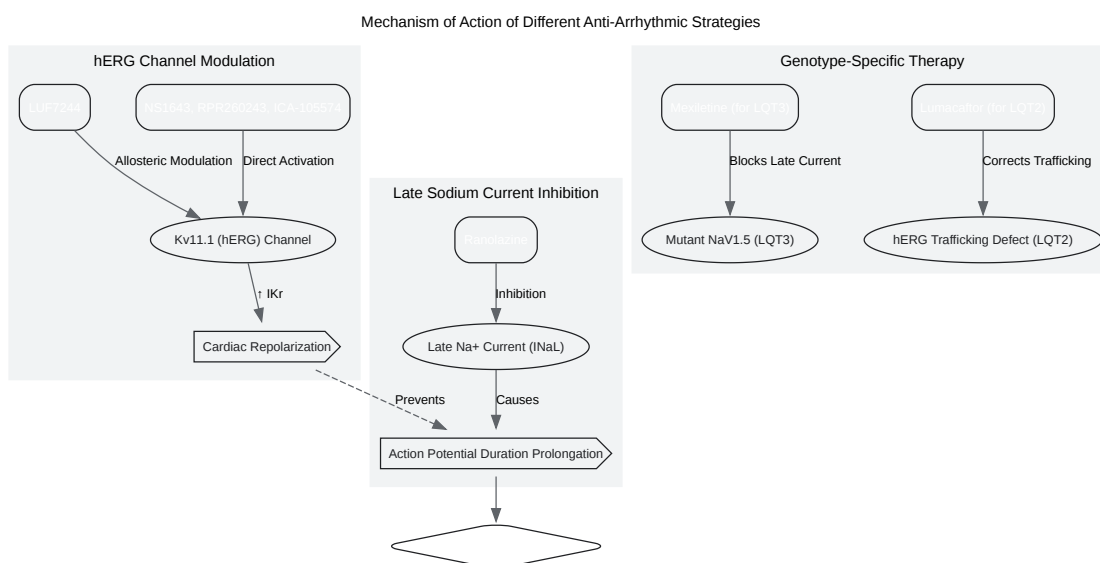 Mechanism of Action of Different Anti-Arrhythmic Strategies
hERG Channel Modulation
LUF7244
NS1643, RPR260243, ICA-105574
Allosteric Modulation
Direct Activation
Kv11.1 (hERG) Channel
↑ IKr
Cardiac Repolarization
Prevents
Late Sodium Current Inhibition
Ranolazine
Inhibition
Late Na+ Current (INaL)
Causes
Action Potential Duration Prolongation
Genotype-Specific Therapy
Mexiletine (for LQT3)
Lumacaftor (for LQT2)
Blocks Late Current
Corrects Trafficking
Mutant NaV1.5 (LQT3)
hERG Trafficking Defect (LQT2)